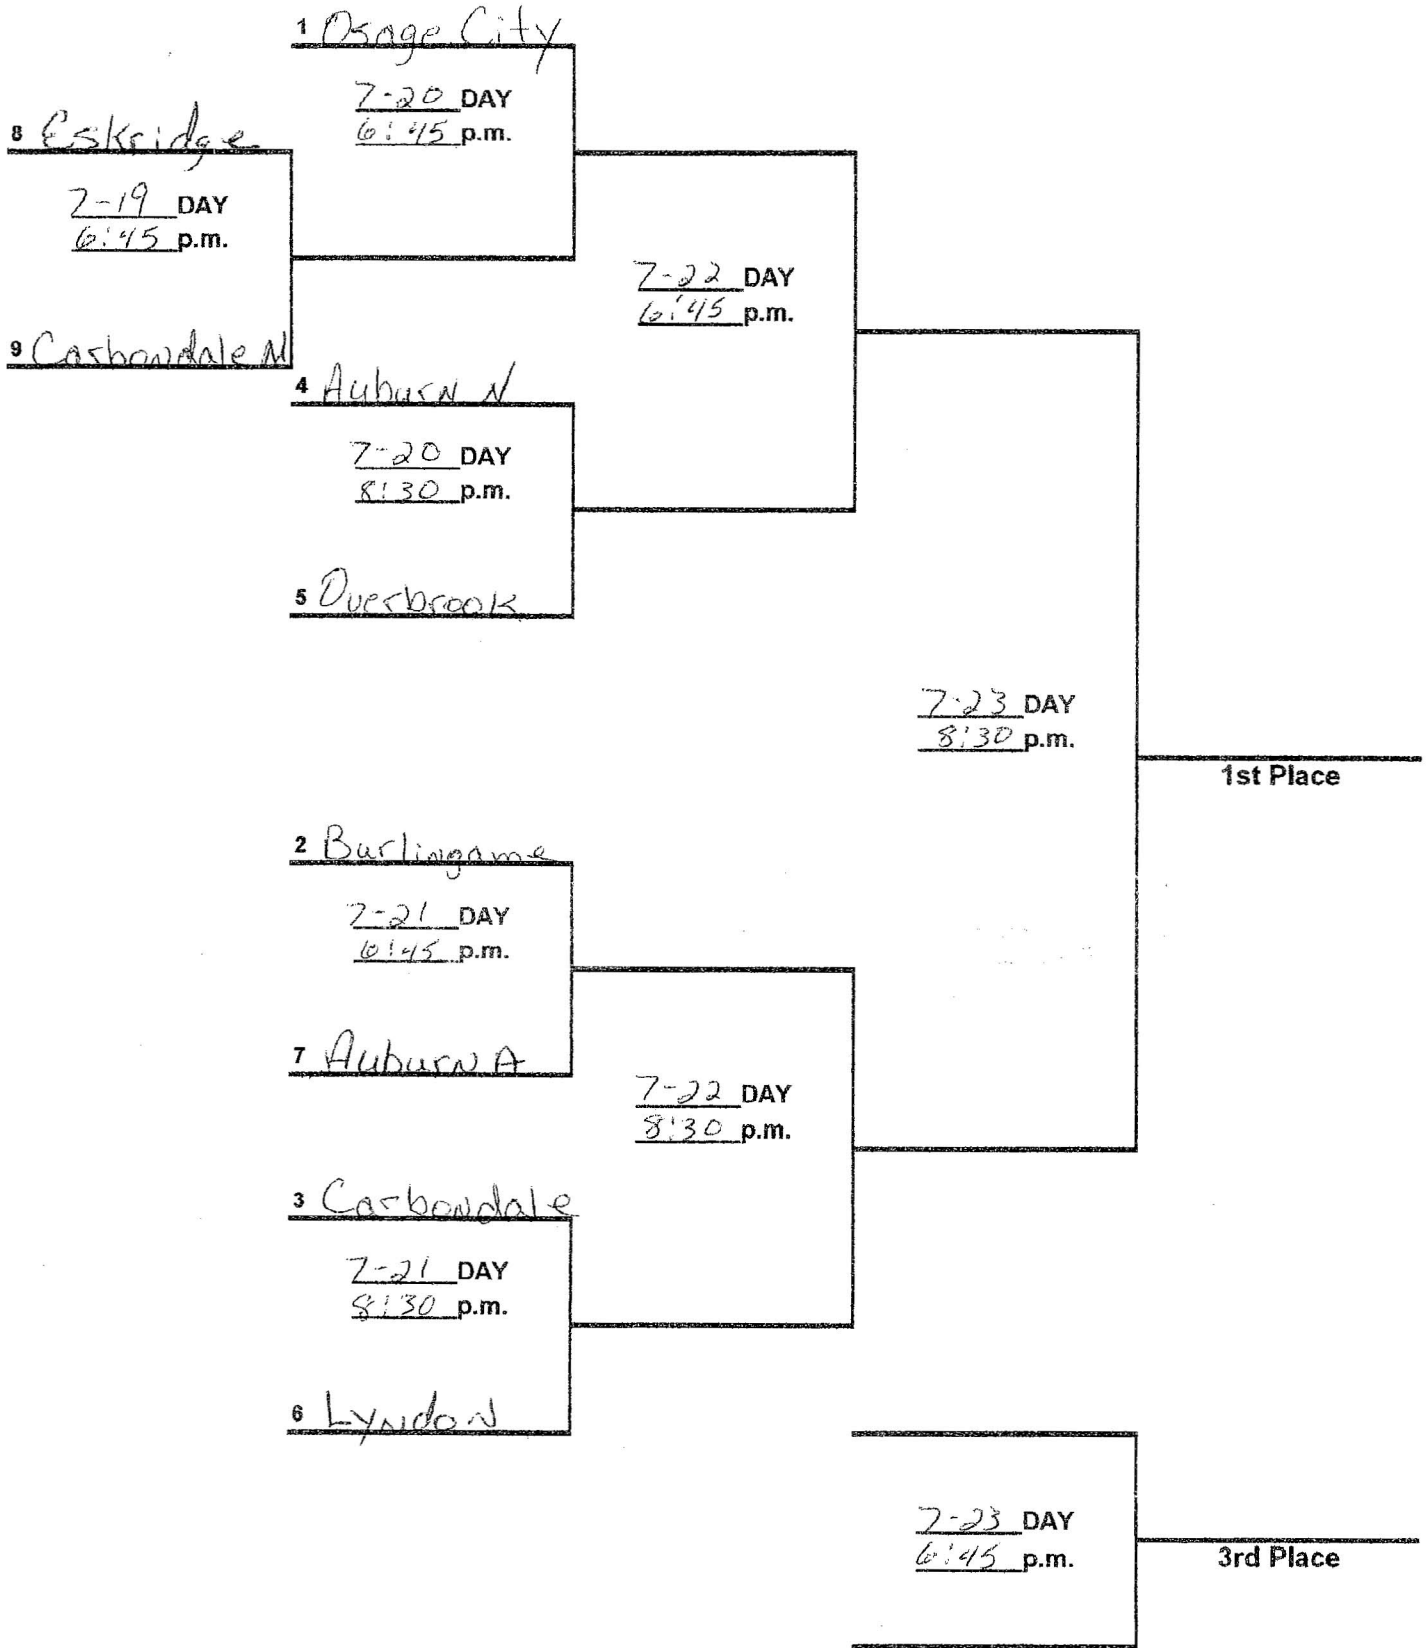 1 Osage City
7-20 DAY
6:45 p.m.
8 Eskridge
7-19 DAY
6:45 p.m.
9 Carbondale M
7-22 DAY
6:45 p.m.
4 Auburn N
7-20 DAY
8:30 p.m.
5 Overbrook
7-23 DAY
8:30 p.m.
1st Place
2 Burlingame
7-21 DAY
6:45 p.m.
7 Auburn A
7-22 DAY
8:30 p.m.
3 Carbondale
7-21 DAY
8:30 p.m.
6 Lyndon
7-23 DAY
6:45 p.m.
3rd Place